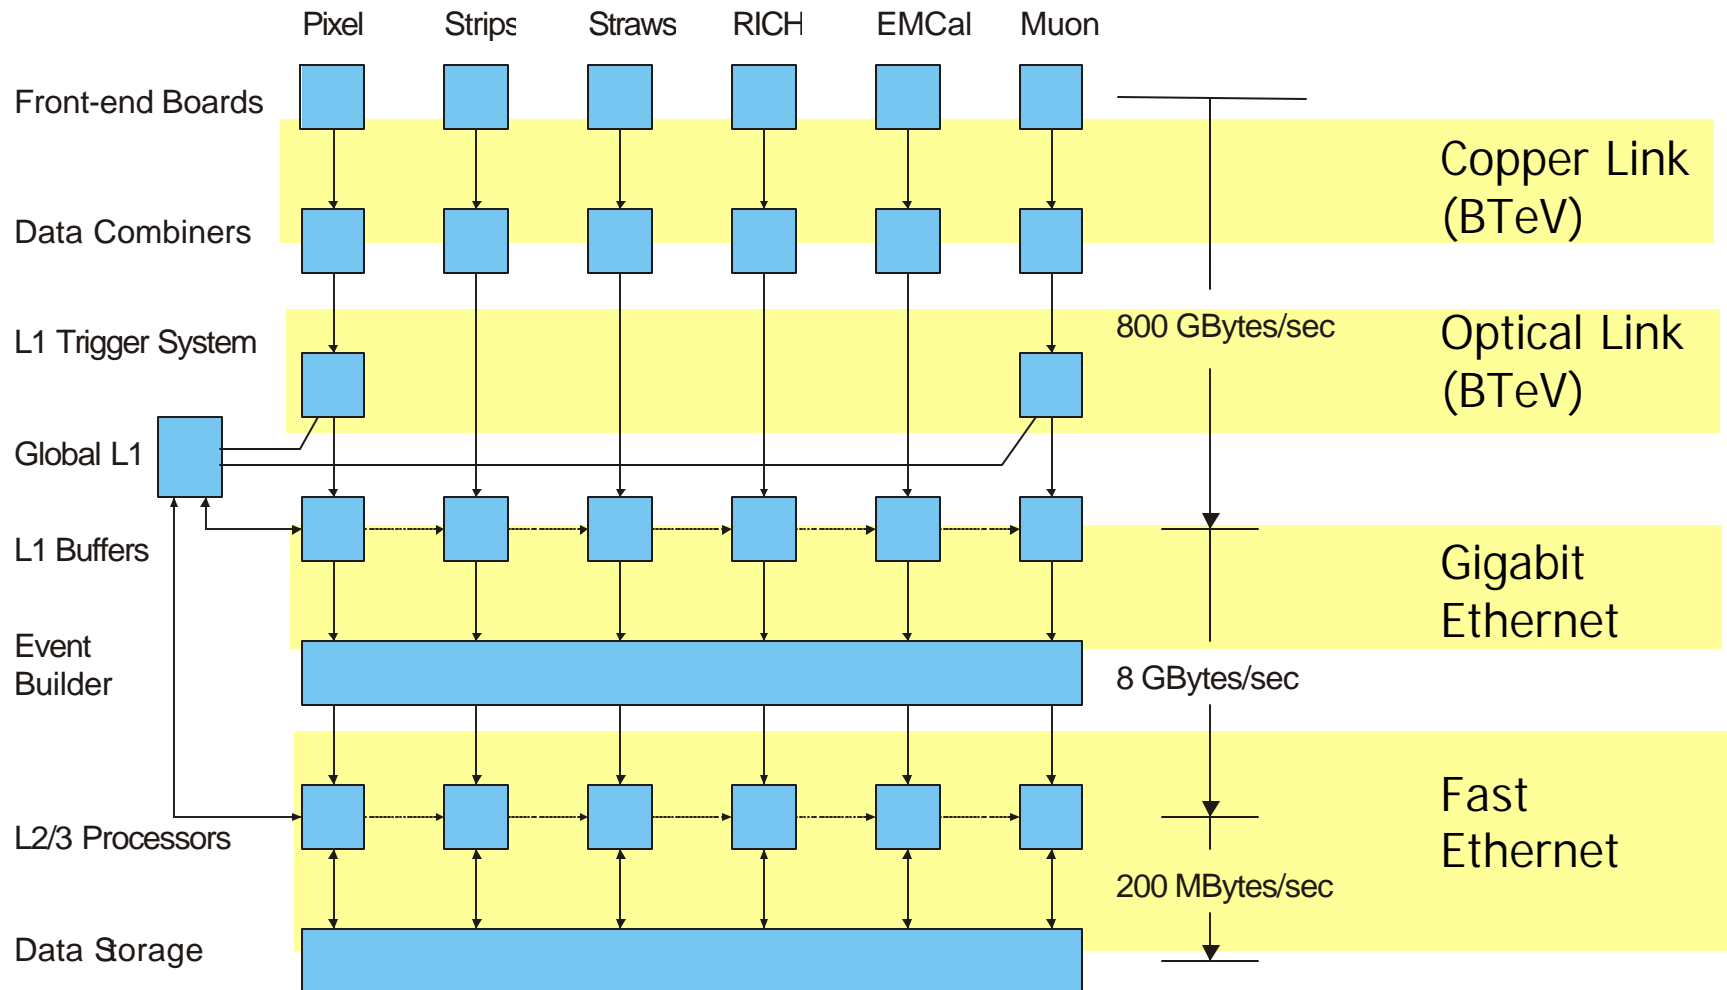 Pixel Strips Straws RICH EMCal Muon
Front-end Boards
Copper Link
(BTeV)
Data Combiners
L1 Trigger System
800 GBytes/sec
Optical Link
(BTeV)
Global L1
L1 Buffers
Gigabit
Ethernet
Event
Builder
8 GBytes/sec
Fast
Ethernet
L2/3 Processors
200 MBytes/sec
Data Storage